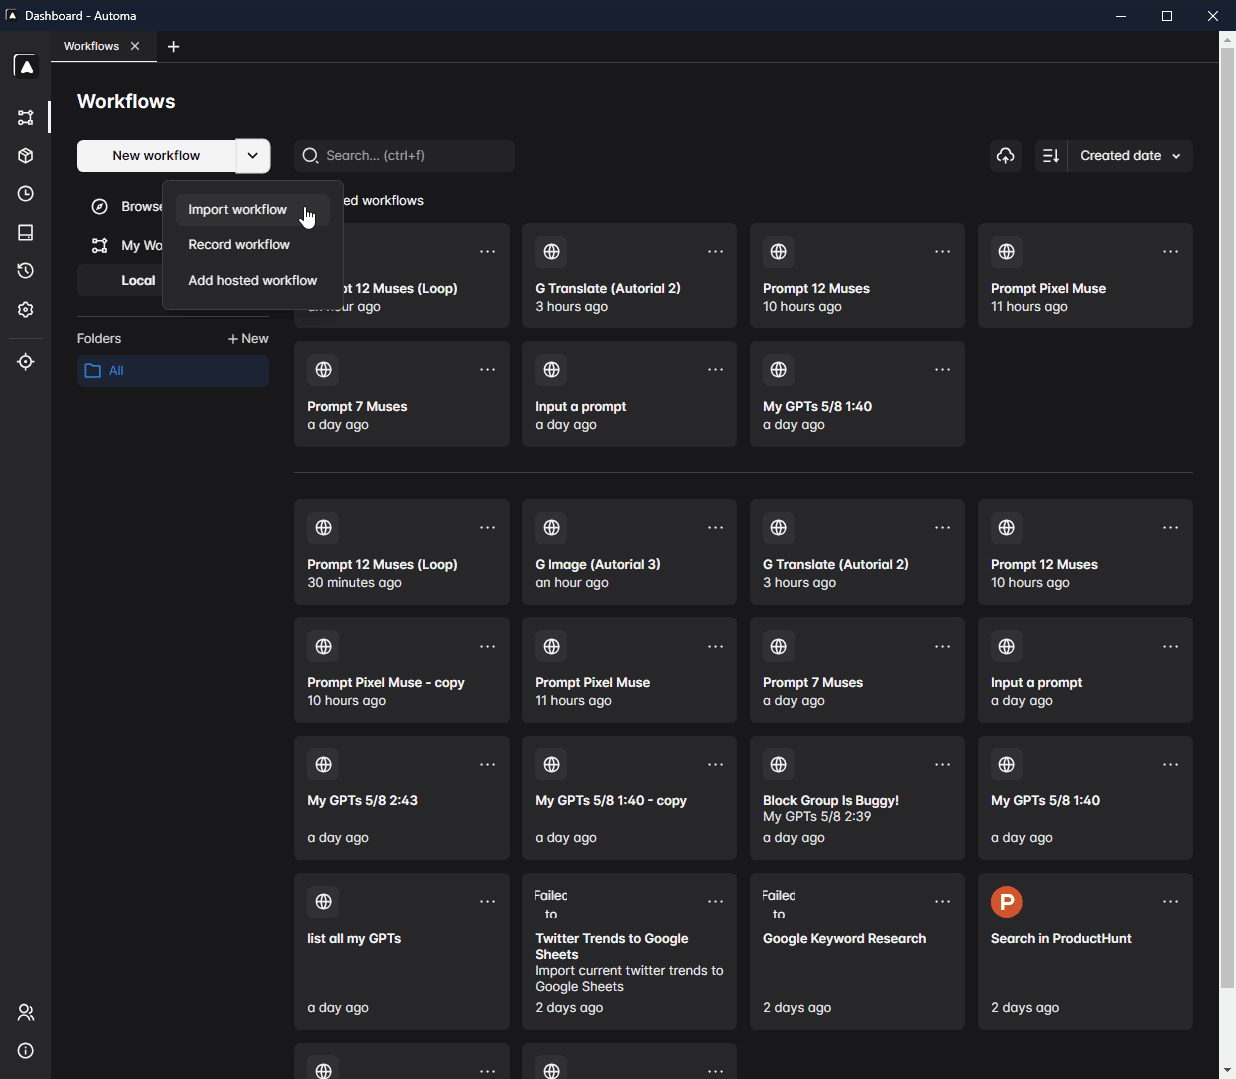 Dashboard - Automa
Workflows
Workflows
New workflow
Search... (ctrl+f)
Created date
Browse
Import workflow
ed workflows
My Wo
Record workflow
Local
Add hosted workflow
Folders
+ New
All
12 Muses (Loop)
ago
G Translate (Autorial 2)
3 hours ago
Prompt 12 Muses
10 hours ago
Prompt Pixel Muse
11 hours ago
Prompt 7 Muses
a day ago
Input a prompt
a day ago
My GPTs 5/8 1:40
a day ago
Prompt 12 Muses (Loop)
30 minutes ago
G Image (Autorial 3)
an hour ago
G Translate (Autorial 2)
3 hours ago
Prompt 12 Muses
10 hours ago
Prompt Pixel Muse - copy
10 hours ago
Prompt Pixel Muse
11 hours ago
Prompt 7 Muses
a day ago
Input a prompt
a day ago
My GPTs 5/8 2:43
a day ago
My GPTs 5/8 1:40 - copy
a day ago
Block Group Is Buggy!
My GPTs 5/8 2:39
a day ago
My GPTs 5/8 1:40
a day ago
list all my GPTs
a day ago
Failed
to
Twitter Trends to Google
Sheets
Import current twitter trends to
Google Sheets
2 days ago
Failed
to
Google Keyword Research
2 days ago
P
Search in ProductHunt
2 days ago